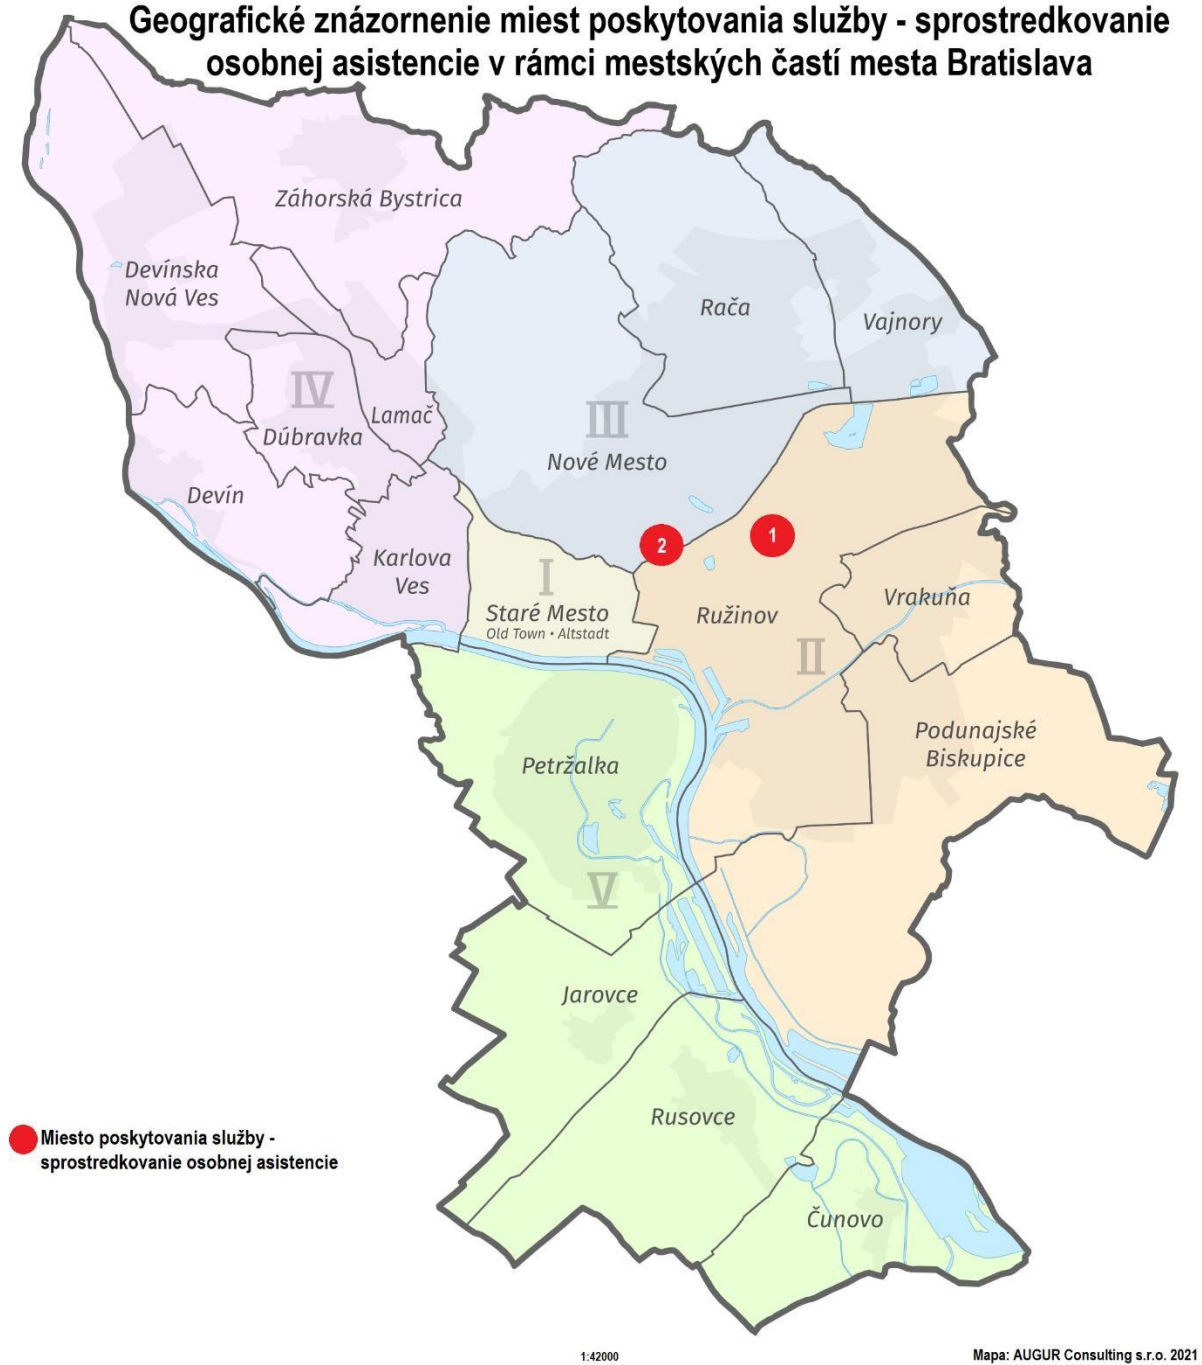 Geografické znázornenie miest poskytovania služby - sprostredkovanie
osobnej asistencie v rámci mestských častí mesta Bratislava
Záhorská Bystrica
Devínska
Nová Ves
Rača
Vajnory
IV
Lamač
Dúbravka
III
Nové Mesto
Devín
Karlova
Ves
2
1
I
Staré Mesto
Old Town • Altstadt
Ružinov
Vrakuňa
II
Podunajské
Biskupice
Petržalka
V
Jarovce
Rusovce
Čunovo
Miesto poskytovania služby -
sprostredkovanie osobnej asistencie
1:42000
Mapa: AUGUR Consulting s.r.o. 2021